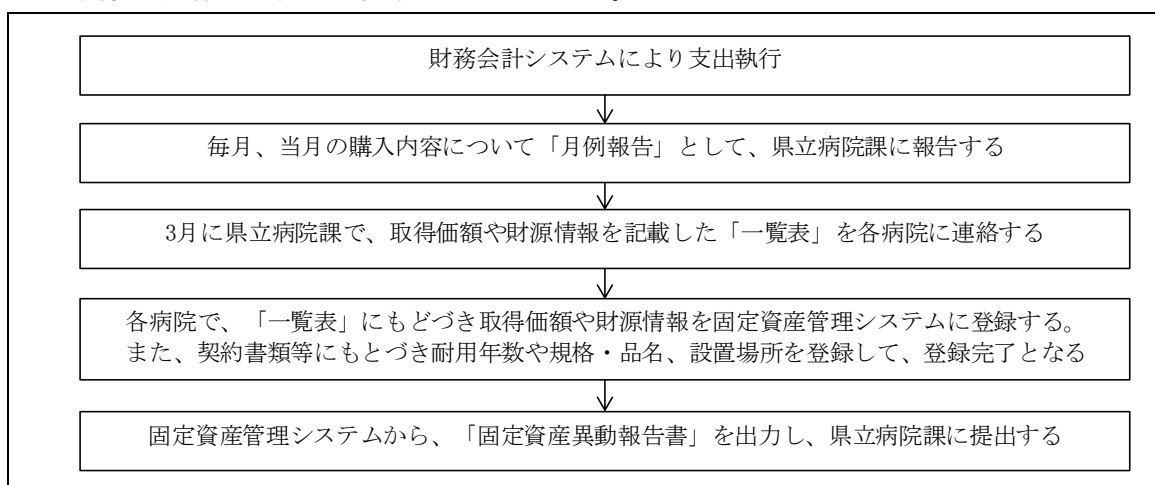 財務会計システムにより支出執行
毎月、当月の購入内容について「月例報告」として、県立病院課に報告する
3月に県立病院課で、取得価額や財源情報を記載した「一覧表」を各病院に連絡する
各病院で、「一覧表」にもどづき取得価額や財源情報を固定資産管理システムに登録する。
また、契約書類等にもとづき耐用年数や規格・品名、設置場所を登録して、登録完了となる
固定資産管理システムから、「固定資産異動報告書」を出力し、県立病院課に提出する